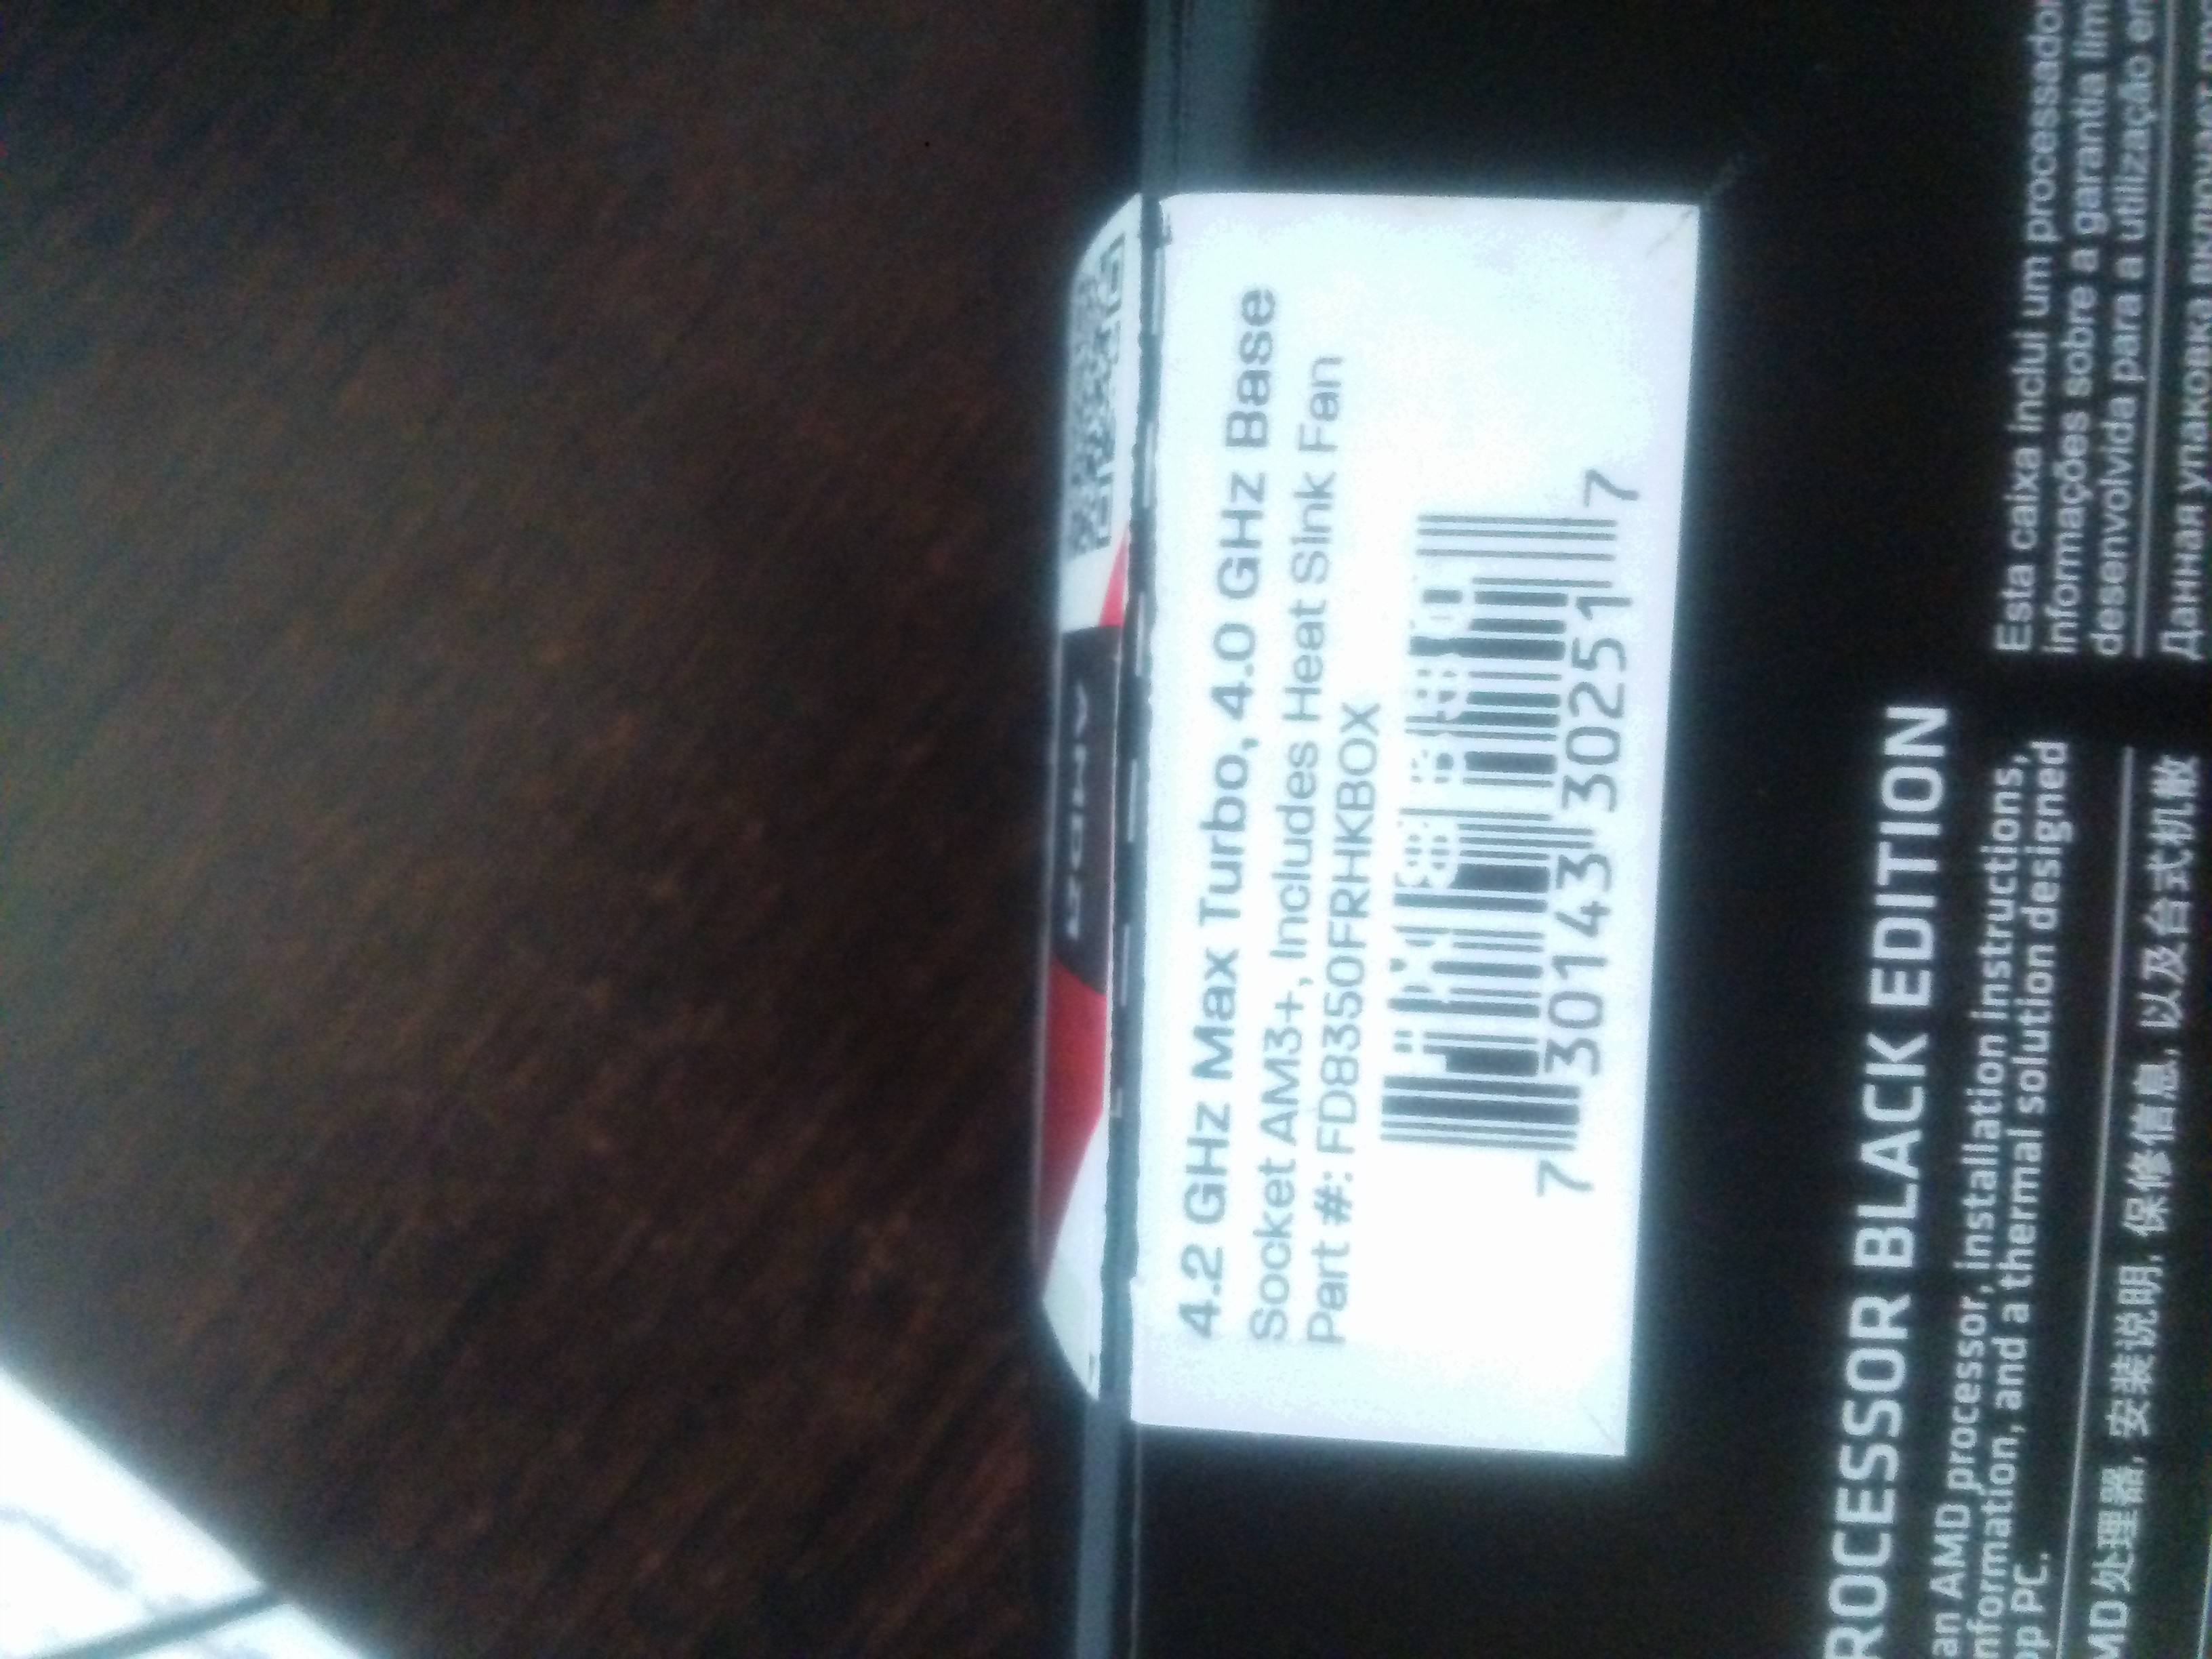 4.2 GHz Max Turbo, 4.0 GHz Base
Socket AM3+, Includes Heat Sink Fan
Part #: FD8350FRHKBOX
7 30143 30251 7
AMD
ROCESSOR BLACK EDITION
an AMD processor, installation instructions,
nformation, and a thermal solution designed
op PC.
MD 处理器, 安装说明, 保修信息, 以及台式机散
Esta caixa inclui um processador
informações sobre a garantia lim
desenvolvida para a utilização em
Данная упаковка включает